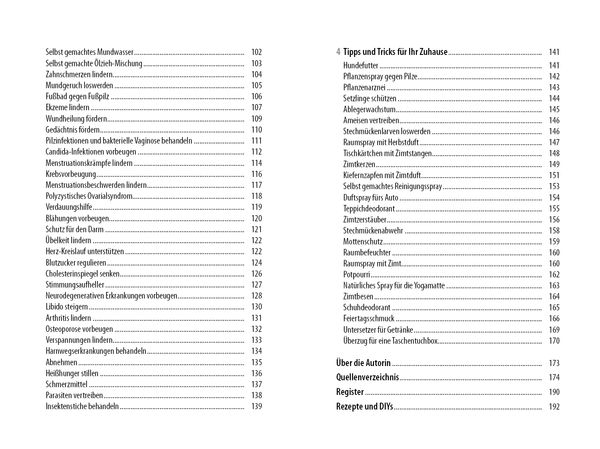 Selbst gemachtes Mundwasser 102
Selbst gemachte Ölzieh-Mischung 103
Zahnschmerzen lindern 104
Mundgeruch loswerden 105
Fußbad gegen Fußpilz 106
Ekzeme lindern 107
Wundheilung fördern 109
Gedächtnis fördern 110
Pilzinfektionen und bakterielle Vaginose behandeln 111
Candida-Infektionen vorbeugen 112
Menstruationskrämpfe lindern 114
Krebsvorbeugung 116
Menstruationsbeschwerden lindern 117
Polyzystisches Ovarialsyndrom 118
Verdauungshilfe 119
Blähungen vorbeugen 120
Schutz für den Darm 121
Übelkeit lindern 122
Herz-Kreislauf unterstützen 122
Blutzucker regulieren 124
Cholesterinspiegel senken 126
Stimmungsaufheller 127
Neurodegenerativen Erkrankungen vorbeugen 128
Libido steigern 130
Arthritis lindern 131
Osteoporose vorbeugen 132
Verspannungen lindern 133
Harnwegserkrankungen behandeln 134
Abnehmen 135
Heißhunger stillen 136
Schmerzmittel 137
Parasiten vertreiben 138
Insektenstiche behandeln 139
4 Tipps und Tricks für Ihr Zuhause 141
Hundefutter 141
Pflanzenspray gegen Pilze 142
Pflanzenarznei 143
Setzlinge schützen 144
Ablegerwachstum 145
Ameisen vertreiben 146
Stechmückenlarven loswerden 146
Raumspray mit Herbstduft 147
Tischkärtchen mit Zimtstangen 148
Zimtkerzen 149
Kiefernzapfen mit Zimtduft 151
Selbst gemachtes Reinigungsspray 153
Duftspray fürs Auto 154
Teppichdeodorant 155
Zimtzerstäuber 156
Stechmückenabwehr 158
Mottenschutz 159
Raumbefeuchter 160
Raumspray mit Zimt 160
Potpourri 162
Natürliches Spray für die Yogamatte 163
Zimtbesen 164
Schuhdeodorant 165
Feiertagsschmuck 166
Untersetzer für Getränke 169
Überzug für eine Taschentuchbox 170
Über die Autorin 173
Quellenverzeichnis 174
Register 190
Rezepte und DIYs 192